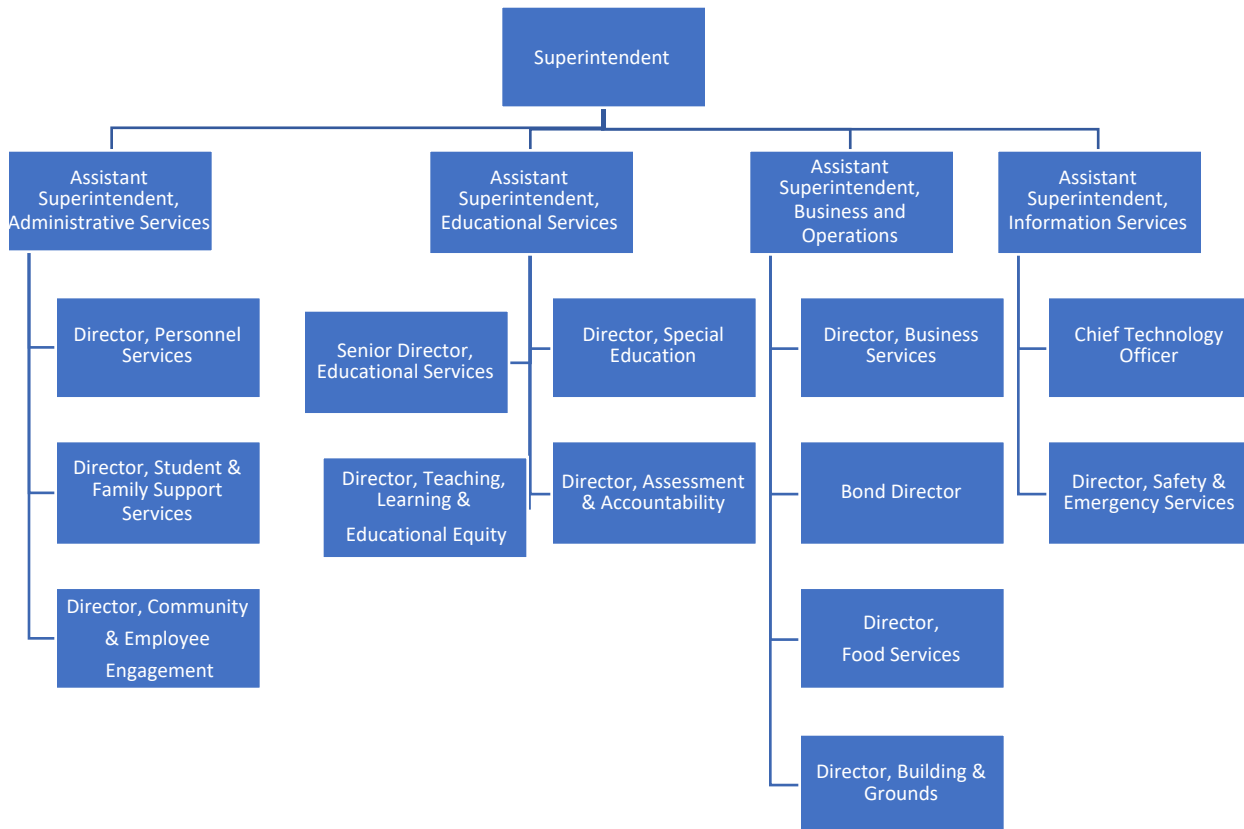 Superintendent
Assistant
Superintendent,
Administrative Services
Assistant
Superintendent,
Educational Services
Assistant
Superintendent,
Business and
Operations
Assistant
Superintendent,
Information Services
Director, Personnel
Services
Senior Director,
Educational Services
Director, Special
Education
Director, Business
Services
Chief Technology
Officer
Director, Student &
Family Support
Services
Director, Teaching,
Learning &
Educational Equity
Director, Assessment
& Accountability
Bond Director
Director, Safety &
Emergency Services
Director, Community
& Employee
Engagement
Director,
Food Services
Director, Building &
Grounds